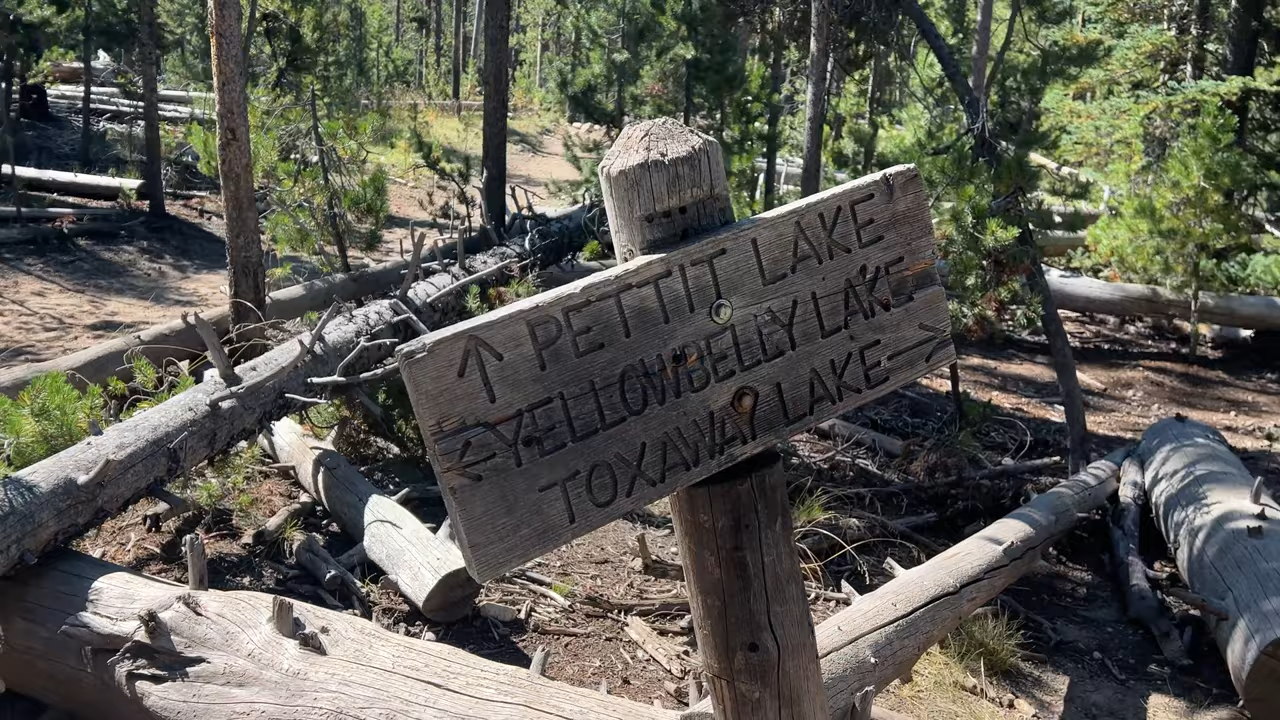 ↑ PETTIT LAKE
← YELLOWBELLY LAKE
TOXAWAY LAKE →